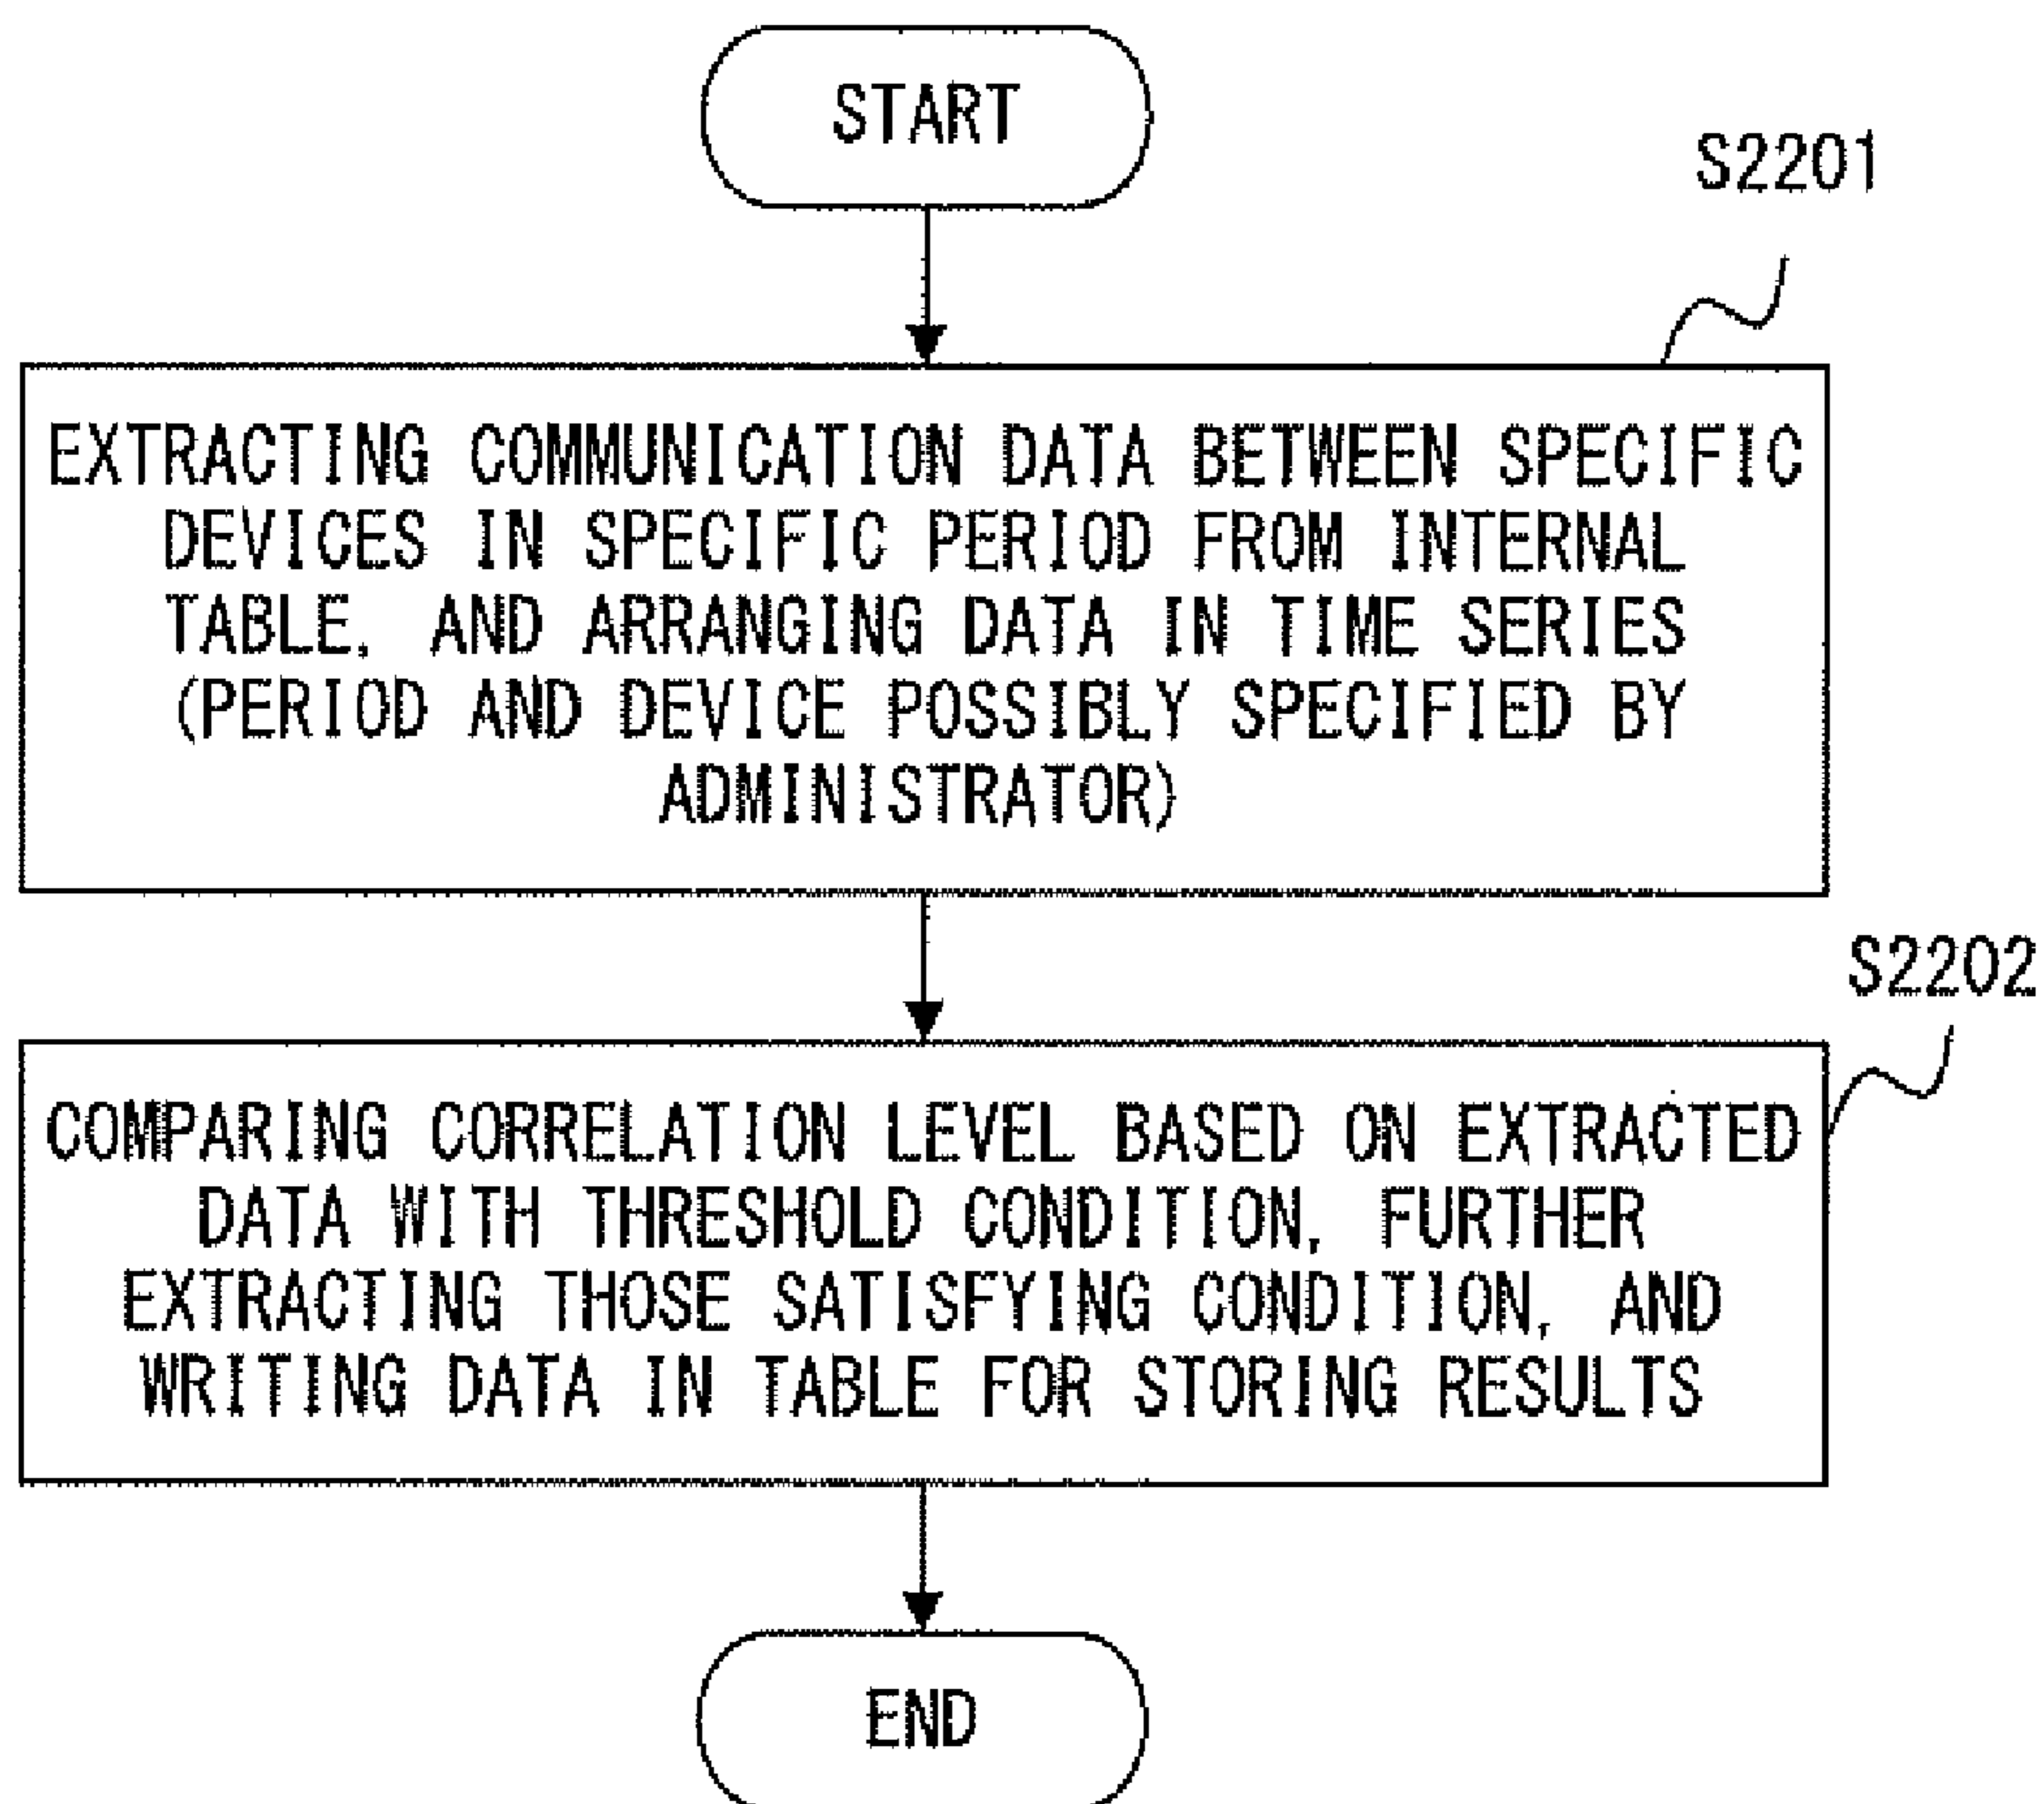 START
S2201
EXTRACTING COMMUNICATION DATA BETWEEN SPECIFIC
DEVICES IN SPECIFIC PERIOD FROM INTERNAL
TABLE, AND ARRANGING DATA IN TIME SERIES
(PERIOD AND DEVICE POSSIBLY SPECIFIED BY
ADMINISTRATOR)
S2202
COMPARING CORRELATION LEVEL BASED ON EXTRACTED
DATA WITH THRESHOLD CONDITION, FURTHER
EXTRACTING THOSE SATISFYING CONDITION, AND
WRITING DATA IN TABLE FOR STORING RESULTS
END